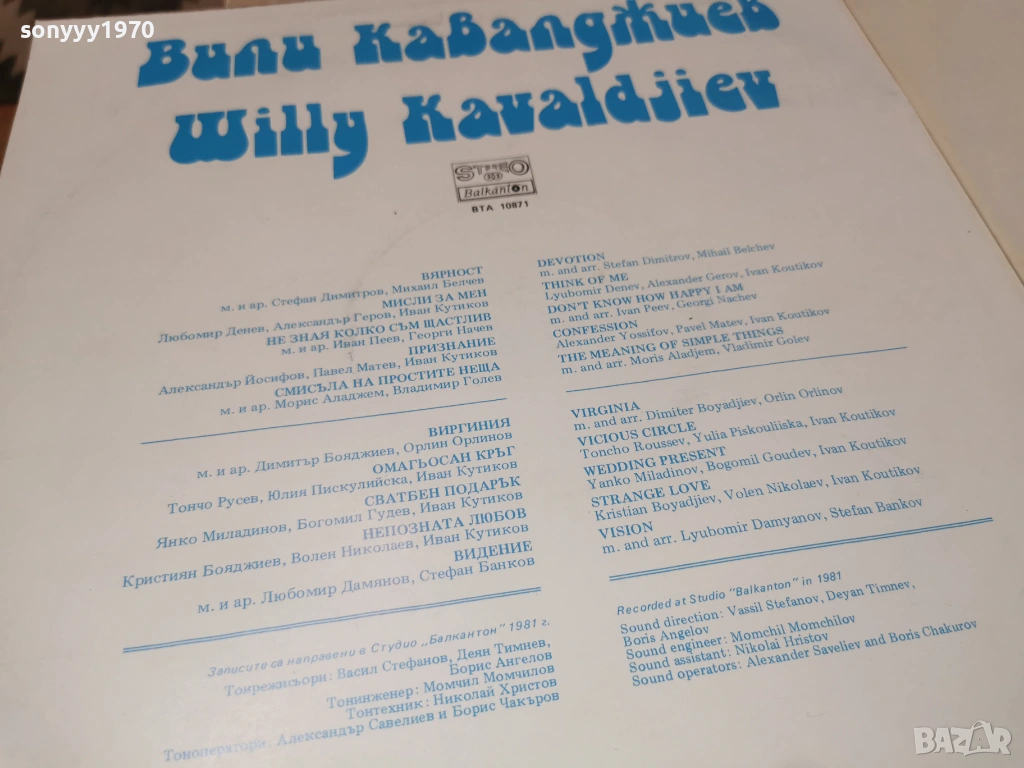 sonyyy1970
Вили Кавалджиев
Willy Kavaldjiev
STEREO
Balkanton
BTA 10871
ВЯРНОСТ
м. и ар. Стефан Димитров, Михаил Белчев
МИСЛИ ЗА МЕН
Любомир Денев, Александър Геров, Иван Кутиков
НЕ ЗНАЯ КОЛКО СЪМ ЩАСТЛИВ
м. и ар. Иван Пеев, Георги Начев
ПРИЗНАНИЕ
Александър Йосифов, Павел Матев, Иван Кутиков
СМИСЪЛА НА ПРОСТИТЕ НЕЩА
м. и ар. Морис Аладжем, Владимир Голев
ВИРГИНИЯ
м. и ар. Димитър Бояджиев, Орлин Орлинов
ОМАГЬОСАН КРЪГ
Тончо Русев, Юлия Пискулийска, Иван Кутиков
СВАТБЕН ПОДАРЪК
Янко Миладинов, Богомил Гудев, Иван Кутиков
НЕПОЗНАТА ЛЮБОВ
Кристиян Бояджиев, Волен Николаев, Иван Кутиков
ВИДЕНИЕ
м. и ар. Любомир Дамянов, Стефан Банков
Записите са направени в Студио „Балкантон" 1981 г.
Тонрежисьори: Васил Стефанов, Деян Тимнев,
Борис Ангелов
Тонинженер: Момчил Момчилов
Тонтехник: Николай Христов
Тоноператори: Александър Савелиев и Борис Чакъров
DEVOTION
m. and arr. Stefan Dimitrov, Mihail Belchev
THINK OF ME
Lyubomir Denev, Alexander Gerov, Ivan Koutikov
DON'T KNOW HOW HAPPY I AM
m. and arr. Ivan Peev, Georgi Nachev
CONFESSION
Alexander Yossifov, Pavel Matev, Ivan Koutikov
THE MEANING OF SIMPLE THINGS
m. and arr. Moris Aladjem, Vladimir Golev
VIRGINIA
m. and arr. Dimiter Boyadjiev, Orlin Orlinov
VICIOUS CIRCLE
Toncho Roussev, Yulia Piskouliiska, Ivan Koutikov
WEDDING PRESENT
Yanko Miladinov, Bogomil Goudev, Ivan Koutikov
STRANGE LOVE
Kristian Boyadjiev, Volen Nikolaev, Ivan Koutikov
VISION
m. and arr. Lyubomir Damyanov, Stefan Bankov
Recorded at Studio "Balkanton" in 1981
Sound direction: Vassil Stefanov, Deyan Timnev,
Boris Angelov
Sound engineer: Momchil Momchilov
Sound assistant: Nikolai Hristov
Sound operators: Alexander Saveliev and Boris Chakurov
BAZAR